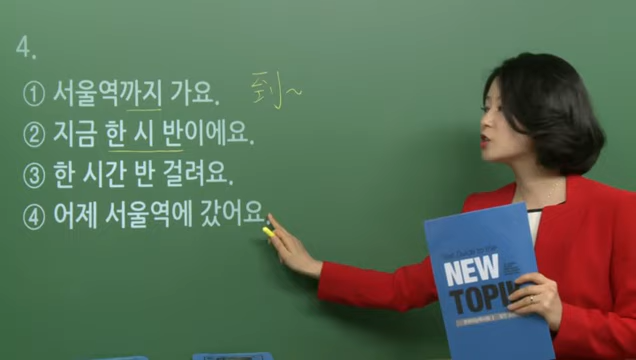 4.
① 서울역까지 가요. 到~
② 지금 한 시 반이에요.
③ 한 시간 반 걸려요.
④ 어제 서울역에 갔어요.
NEW
TOPIK